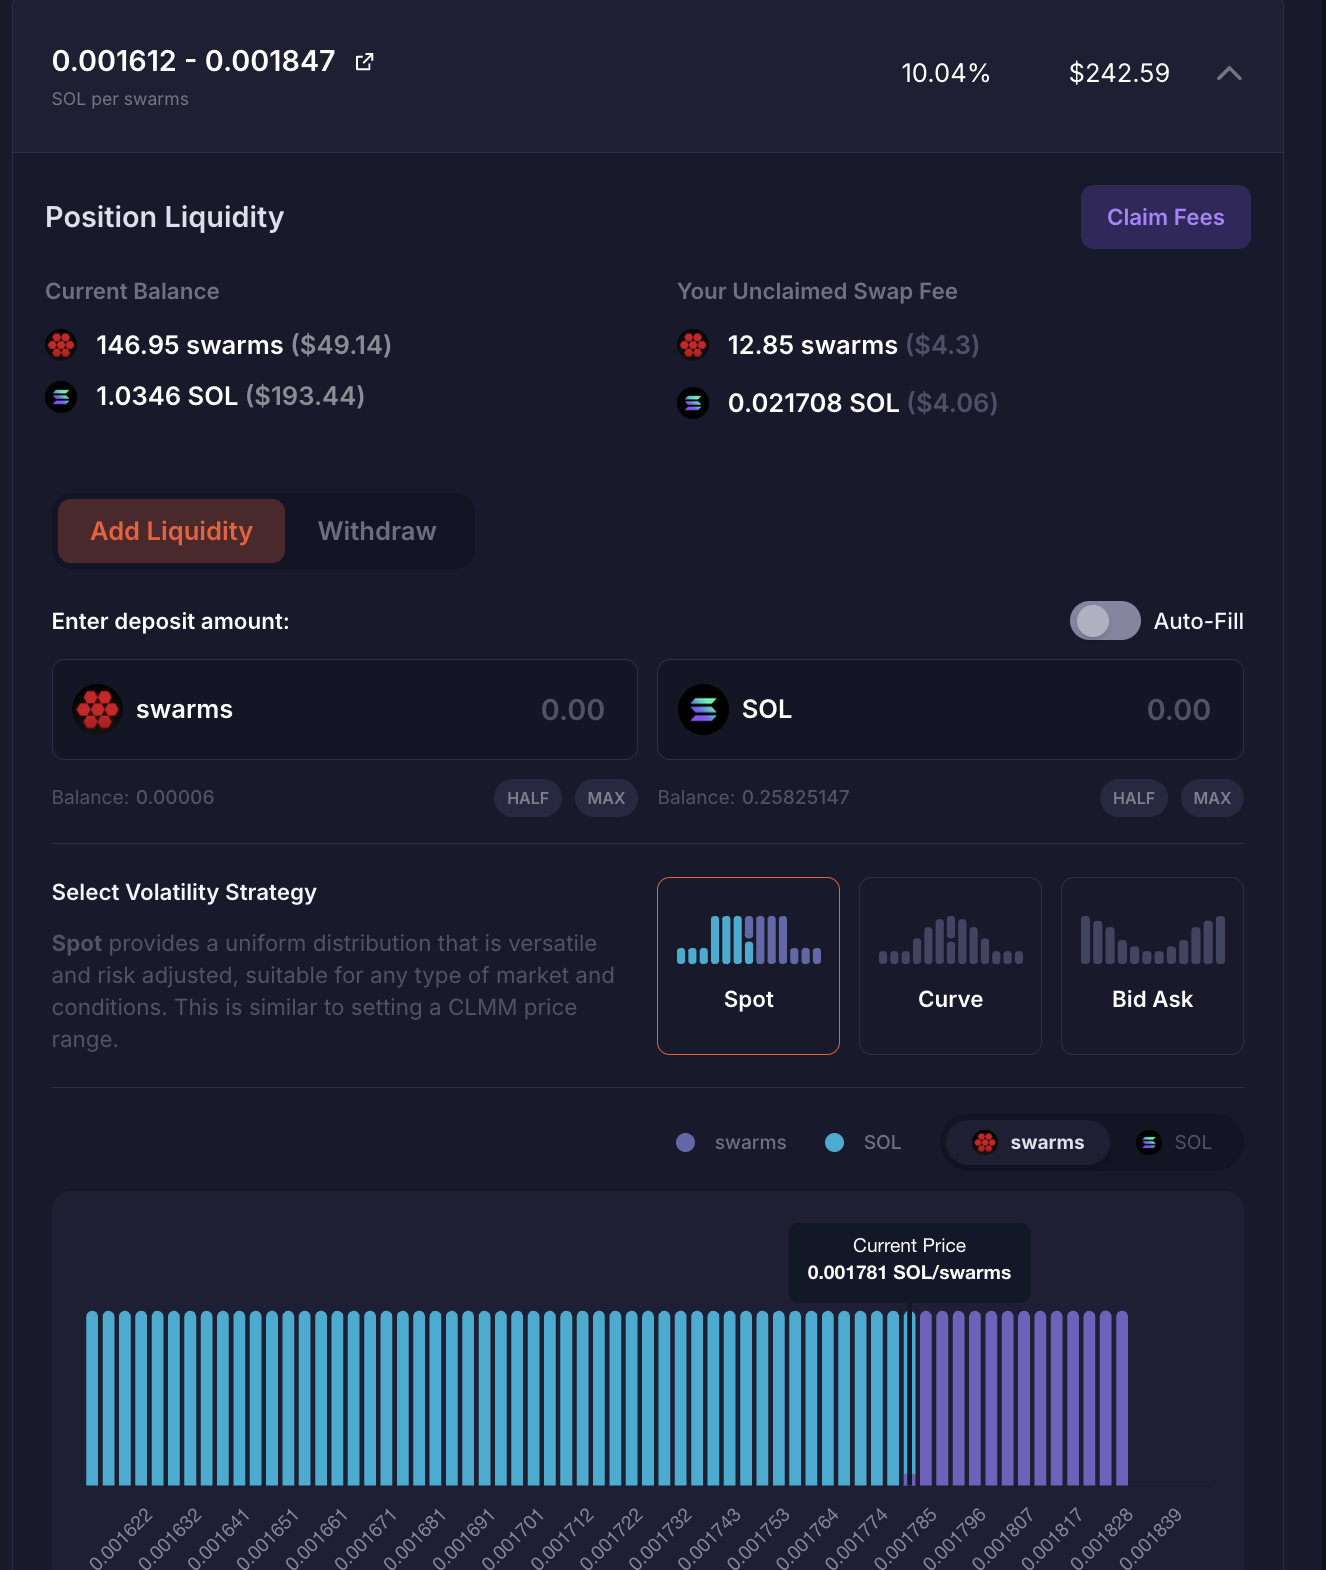 0.001612 - 0.001847
SOL per swarms
10.04%
$242.59
Position Liquidity
Claim Fees
Current Balance
146.95 swarms ($49.14)
1.0346 SOL ($193.44)
Your Unclaimed Swap Fee
12.85 swarms ($4.3)
0.021708 SOL ($4.06)
Add Liquidity
Withdraw
Enter deposit amount:
Auto-Fill
swarms
0.00
SOL
0.00
Balance: 0.00006
HALF
MAX
Balance: 0.25825147
HALF
MAX
Select Volatility Strategy
Spot provides a uniform distribution that is versatile
and risk adjusted, suitable for any type of market and
conditions. This is similar to setting a CLMM price
range.
Spot
Curve
Bid Ask
swarms
SOL
swarms
SOL
Current Price
0.001781 SOL/swarms
0.001622
0.001632
0.001641
0.001651
0.001661
0.001671
0.001681
0.001691
0.001701
0.001712
0.001722
0.001732
0.001743
0.001753
0.001764
0.001774
0.001785
0.001796
0.001807
0.001817
0.001828
0.001839